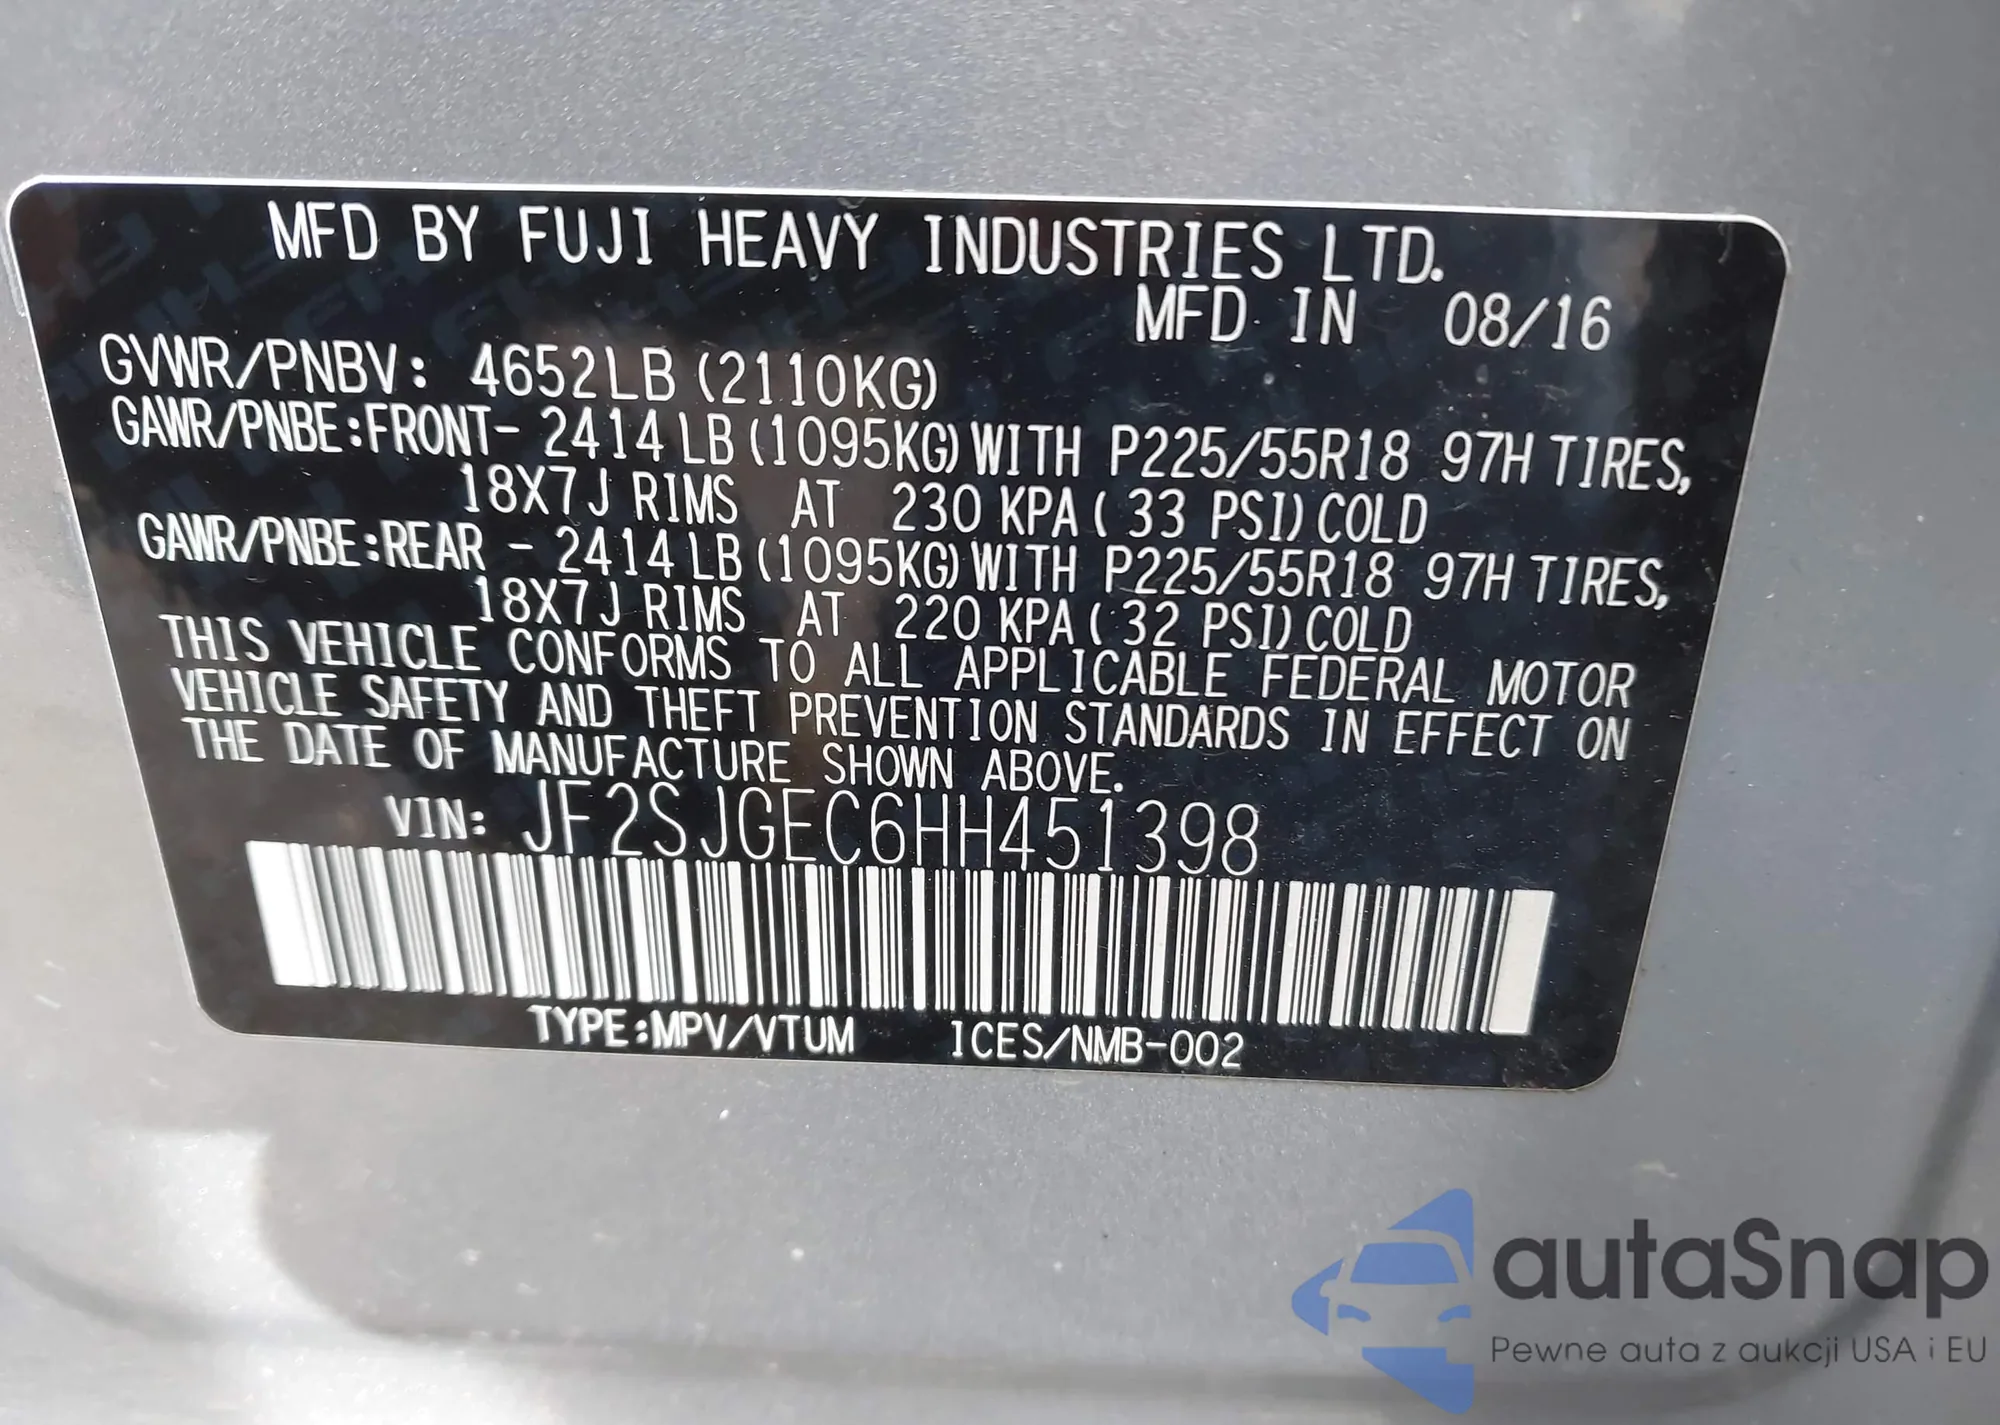 MFD BY FUJI HEAVY INDUSTRIES LTD.
MFD IN 08/16
GVWR/PNBV: 4652LB (2110KG)
GAWR/PNBE:FRONT- 2414LB (1095KG) WITH P225/55R18 97H TIRES,
18X7J RIMS AT 230 KPA ( 33 PSI) COLD
GAWR/PNBE:REAR - 2414LB (1095KG) WITH P225/55R18 97H TIRES,
18X7J RIMS AT 220 KPA ( 32 PSI) COLD
THIS VEHICLE CONFORMS TO ALL APPLICABLE FEDERAL MOTOR
VEHICLE SAFETY AND THEFT PREVENTION STANDARDS IN EFFECT ON
THE DATE OF MANUFACTURE SHOWN ABOVE.
VIN: JF2SJGEC6HH451398
TYPE:MPV/VTUM ICES/NMB-002
autaSnap
Pewne auta z aukcji USA i EU